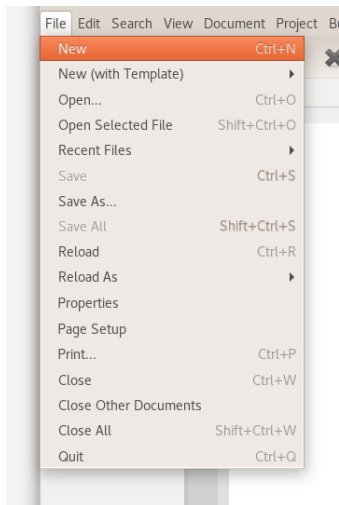 File Edit Search View Document Project
New Ctrl+N
New (with Template)
Open... Ctrl+O
Open Selected File Shift+Ctrl+O
Recent Files
Save Ctrl+S
Save As...
Save All Shift+Ctrl+S
Reload Ctrl+R
Reload As
Properties
Page Setup
Print... Ctrl+P
Close Ctrl+W
Close Other Documents
Close All Shift+Ctrl+W
Quit Ctrl+Q